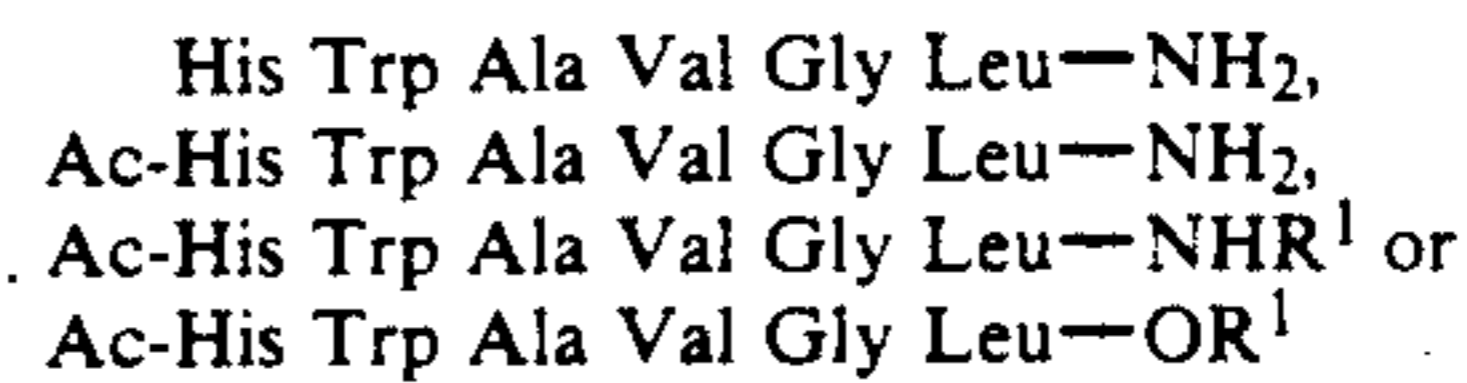 His Trp Ala Val Gly Leu—NH₂,
Ac-His Trp Ala Val Gly Leu—NH₂,
. Ac-His Trp Ala Val Gly Leu—NHR¹ or
Ac-His Trp Ala Val Gly Leu—OR¹